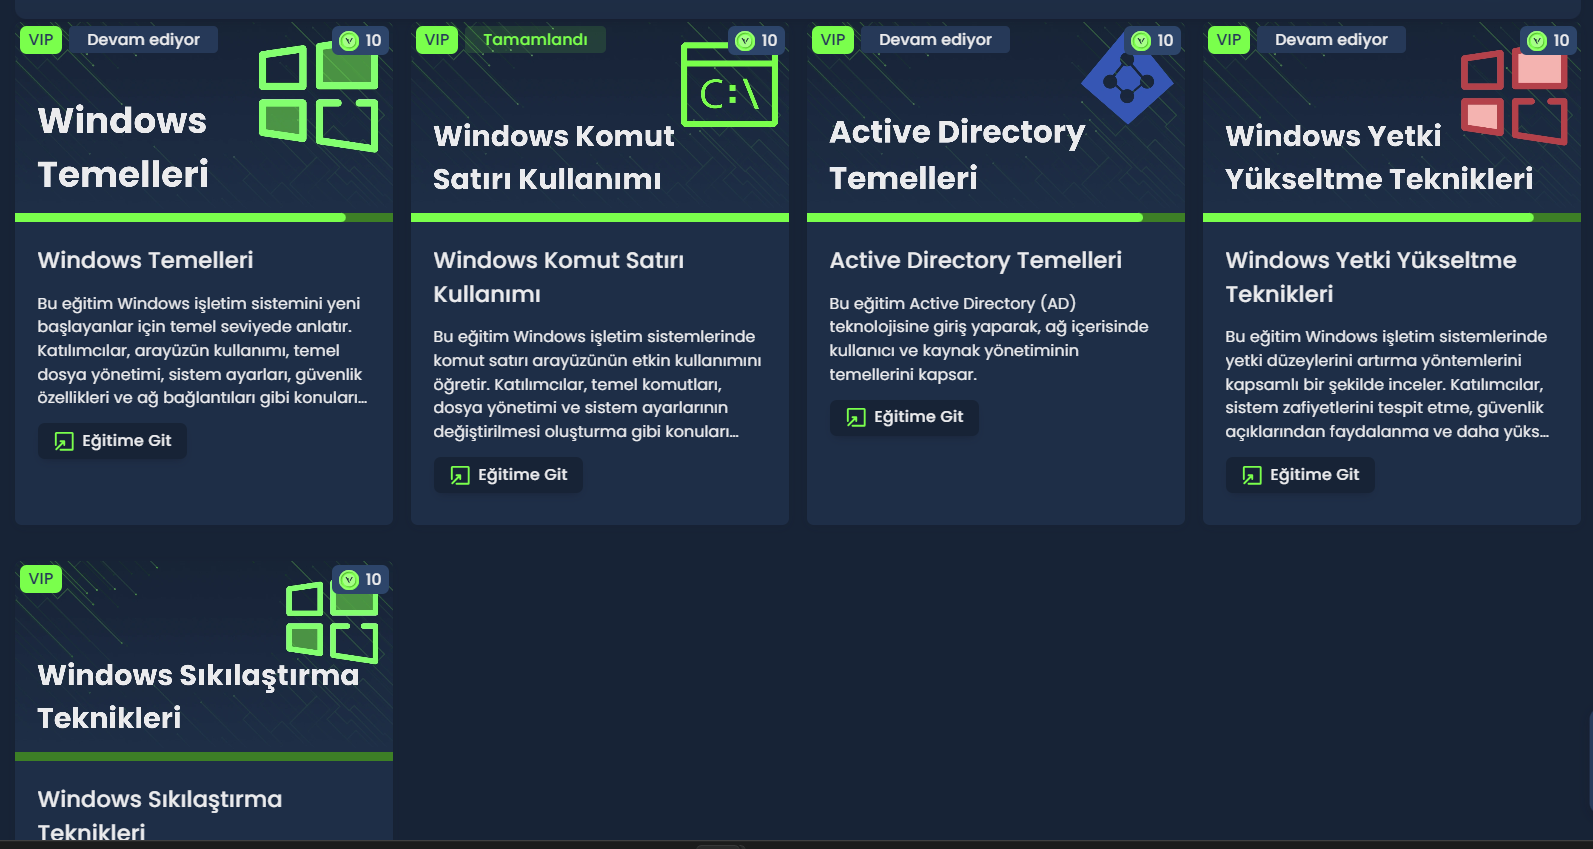 VIP
Devam ediyor
10
Windows
Temelleri
Windows Temelleri
Bu eğitim Windows işletim sistemini yeni
başlayanlar için temel seviyede anlatır.
Katılımcılar, arayüzün kullanımı, temel
dosya yönetimi, sistem ayarları, güvenlik
özellikleri ve ağ bağlantıları gibi konuları...
Eğitime Git
VIP
Tamamlandı
10
C:\
Windows Komut
Satırı Kullanımı
Windows Komut Satırı
Kullanımı
Bu eğitim Windows işletim sistemlerinde
komut satırı arayüzünün etkin kullanımını
öğretir. Katılımcılar, temel komutları,
dosya yönetimi ve sistem ayarlarının
değiştirilmesi oluşturma gibi konuları...
Eğitime Git
VIP
Devam ediyor
10
Active Directory
Temelleri
Active Directory Temelleri
Bu eğitim Active Directory (AD)
teknolojisine giriş yaparak, ağ içerisinde
kullanıcı ve kaynak yönetiminin
temellerini kapsar.
Eğitime Git
VIP
Devam ediyor
10
Windows Yetki
Yükseltme Teknikleri
Windows Yetki Yükseltme
Teknikleri
Bu eğitim Windows işletim sistemlerinde
yetki düzeylerini artırma yöntemlerini
kapsamlı bir şekilde inceler. Katılımcılar,
sistem zafiyetlerini tespit etme, güvenlik
açıklarından faydalanma ve daha yüks...
Eğitime Git
VIP
10
Windows Sıkılaştırma
Teknikleri
Windows Sıkılaştırma
Teknikleri